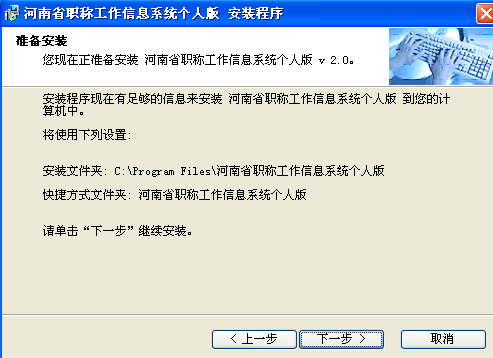 河南省职称工作信息系统个人版 安装程序
准备安装
您现在正准备安装 河南省职称工作信息系统个人版 v 2.0。
安装程序现在有足够的信息来安装 河南省职称工作信息系统个人版 到您的计
算机中。
将使用下列设置:
安装文件夹: C:\Program Files\河南省职称工作信息系统个人版
快捷方式文件夹: 河南省职称工作信息系统个人版
请单击“下一步”继续安装。
< 上一步 下一步 > 取消